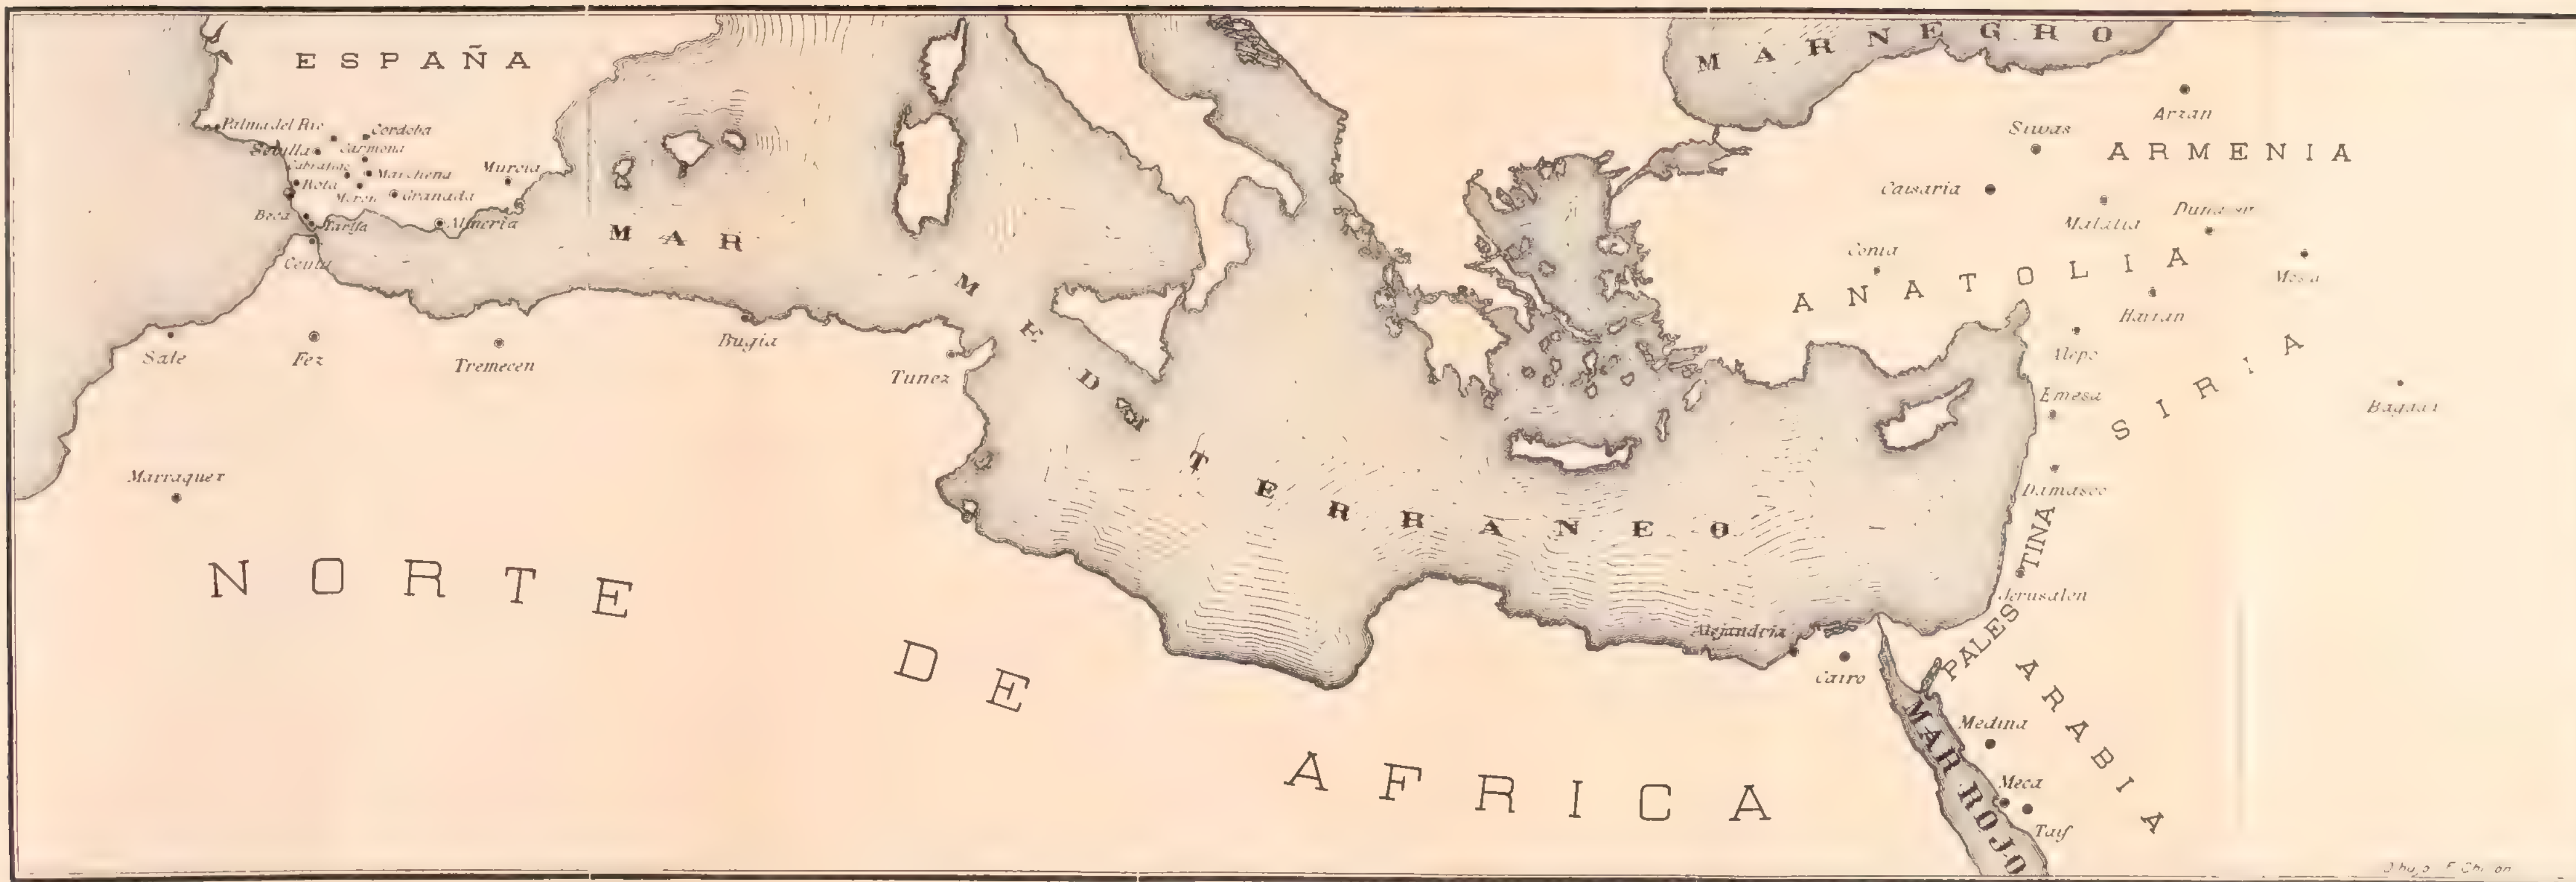 ESPAÑA
MAR NEGRO
Palma del Rio
Cordoba
Sevilla
Carmona
Murcia
Marchena
Rota
Granada
Tarifa
Almeria
Ceuta
Sale
Fez
Tremecen
Bugia
Tunez
Marraquex
MAR
MEDITERRANEO
Arzan
Siwas
ARMENIA
Caisaria
Malatia
Conia
ANATOLIA
Harran
Alepo
SIRIA
Emesa
Damasco
PALESTINA
Jerusalen
Alejandria
Cairo
ARABIA
Medina
MAR ROJO
Meca
Taif
NORTE DE AFRICA